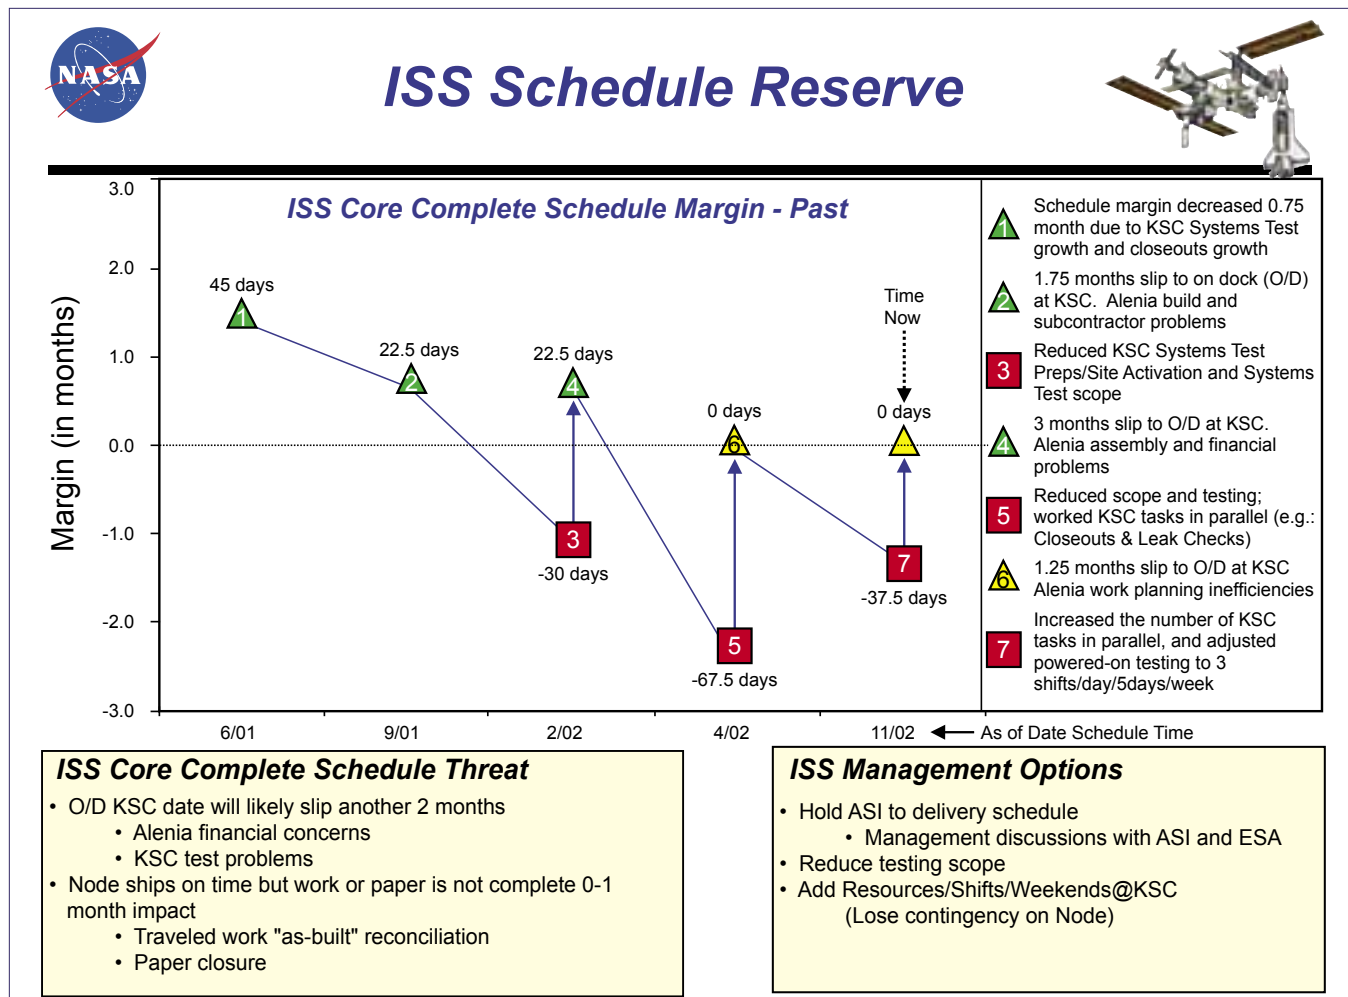 NASA
ISS Schedule Reserve
ISS Core Complete Schedule Margin - Past
Margin (in months)
3.0
2.0
1.0
0.0
-1.0
-2.0
-3.0
45 days
1
22.5 days
2
22.5 days
4
3
-30 days
0 days
6
5
-67.5 days
Time
Now
0 days
7
-37.5 days
6/01
9/01
2/02
4/02
11/02
As of Date Schedule Time
1
Schedule margin decreased 0.75
month due to KSC Systems Test
growth and closeouts growth
2
1.75 months slip to on dock (O/D)
at KSC. Alenia build and
subcontractor problems
3
Reduced KSC Systems Test
Preps/Site Activation and Systems
Test scope
4
3 months slip to O/D at KSC.
Alenia assembly and financial
problems
5
Reduced scope and testing;
worked KSC tasks in parallel (e.g.:
Closeouts & Leak Checks)
6
1.25 months slip to O/D at KSC
Alenia work planning inefficiencies
7
Increased the number of KSC
tasks in parallel, and adjusted
powered-on testing to 3
shifts/day/5days/week
ISS Core Complete Schedule Threat
• O/D KSC date will likely slip another 2 months
• Alenia financial concerns
• KSC test problems
• Node ships on time but work or paper is not complete 0-1
month impact
• Traveled work "as-built" reconciliation
• Paper closure
ISS Management Options
• Hold ASI to delivery schedule
• Management discussions with ASI and ESA
• Reduce testing scope
• Add Resources/Shifts/Weekends@KSC
(Lose contingency on Node)